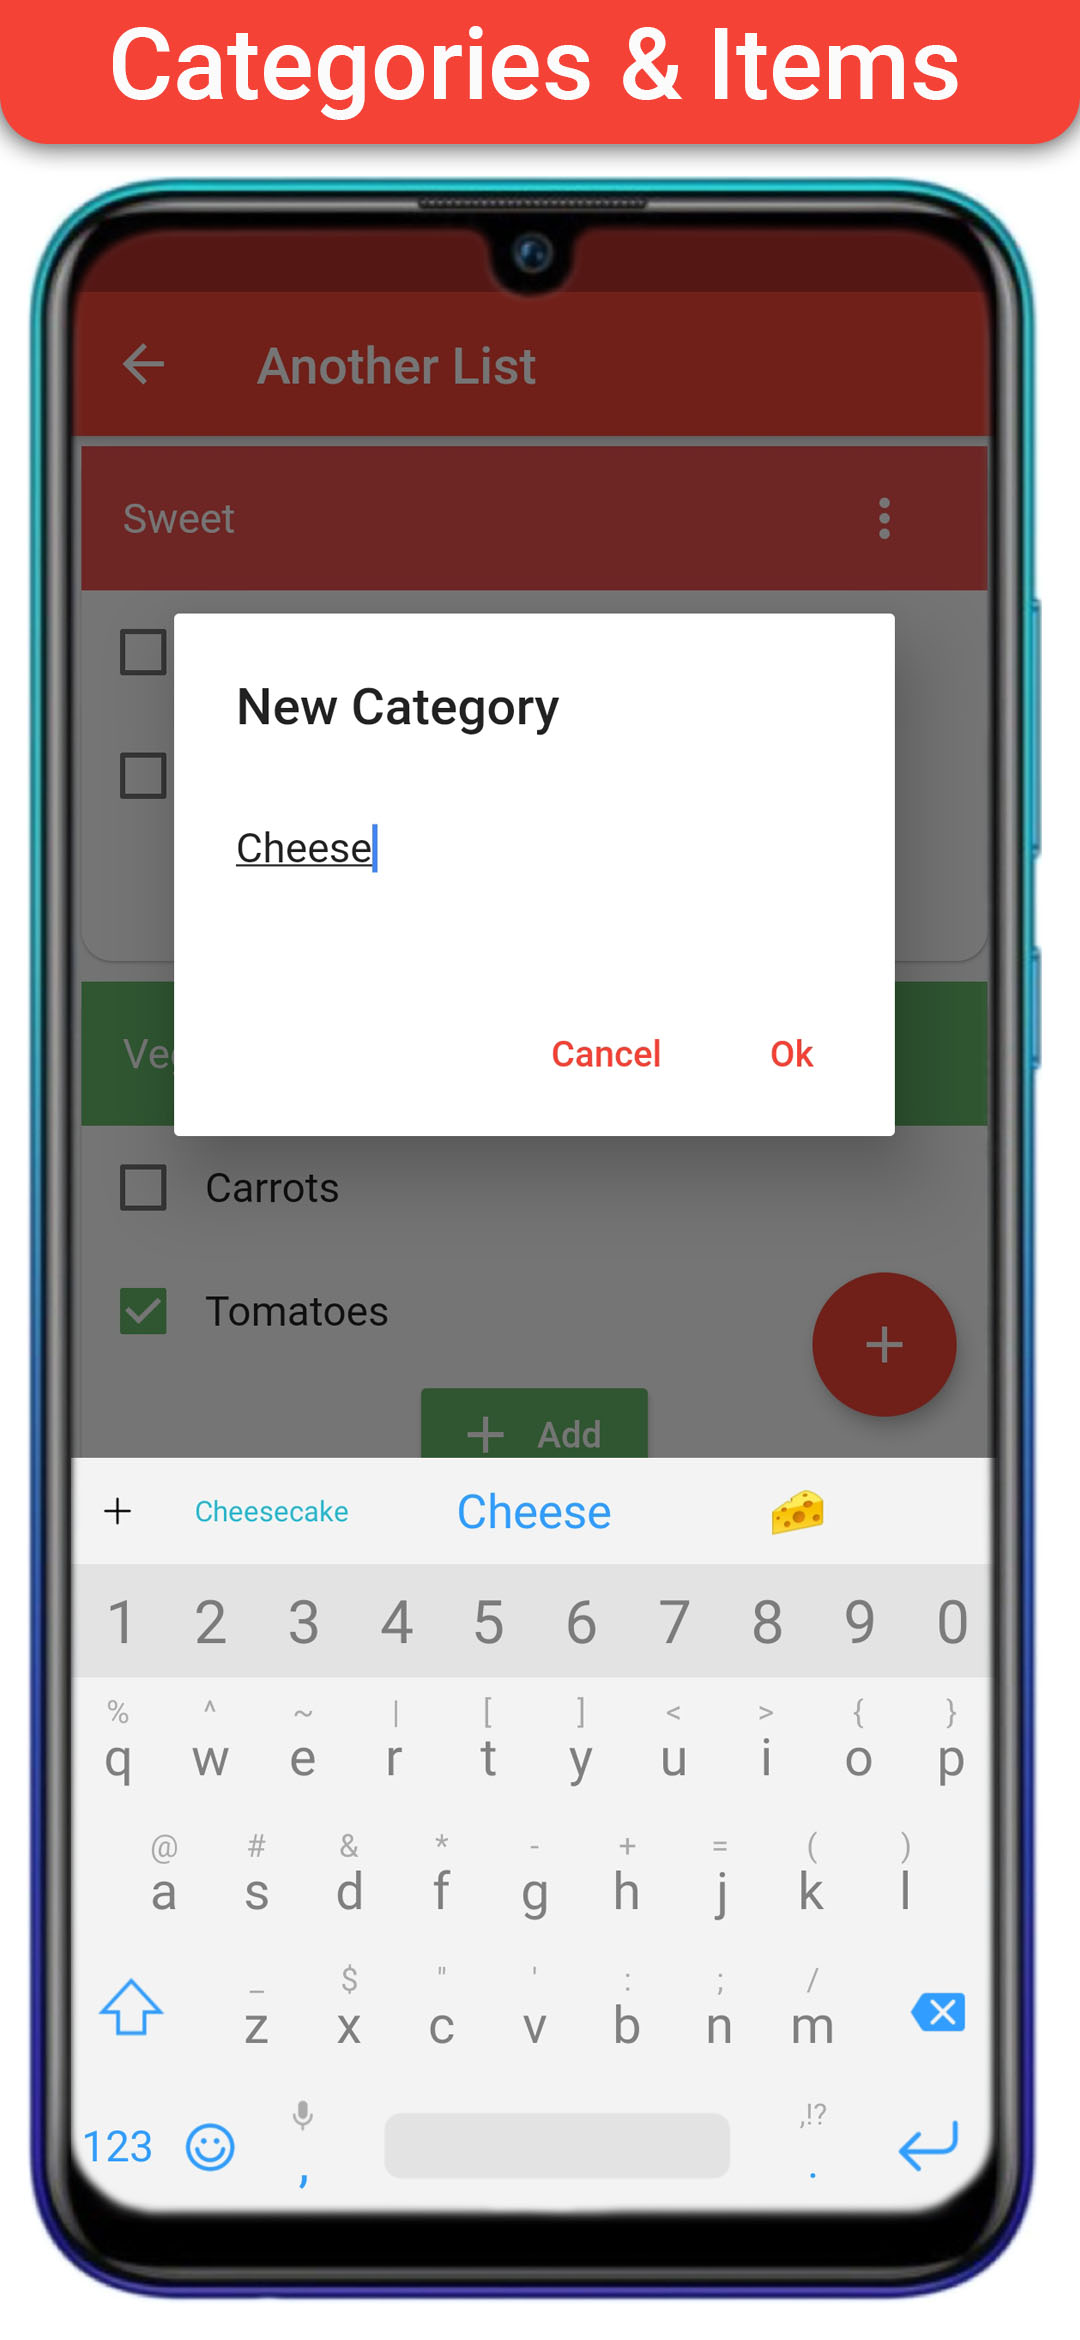 Categories & Items
Another List
Sweet
New Category
Cheese
Cancel Ok
Carrots
Tomatoes
+ Add
+ Cheesecake Cheese
1 2 3 4 5 6 7 8 9 0
% ^ ~ | [ ] < > { }
q w e r t y u i o p
@ # & * - + = ( )
a s d f g h j k l
_ $ " ' : ; /
z x c v b n m
,!?
123 , .